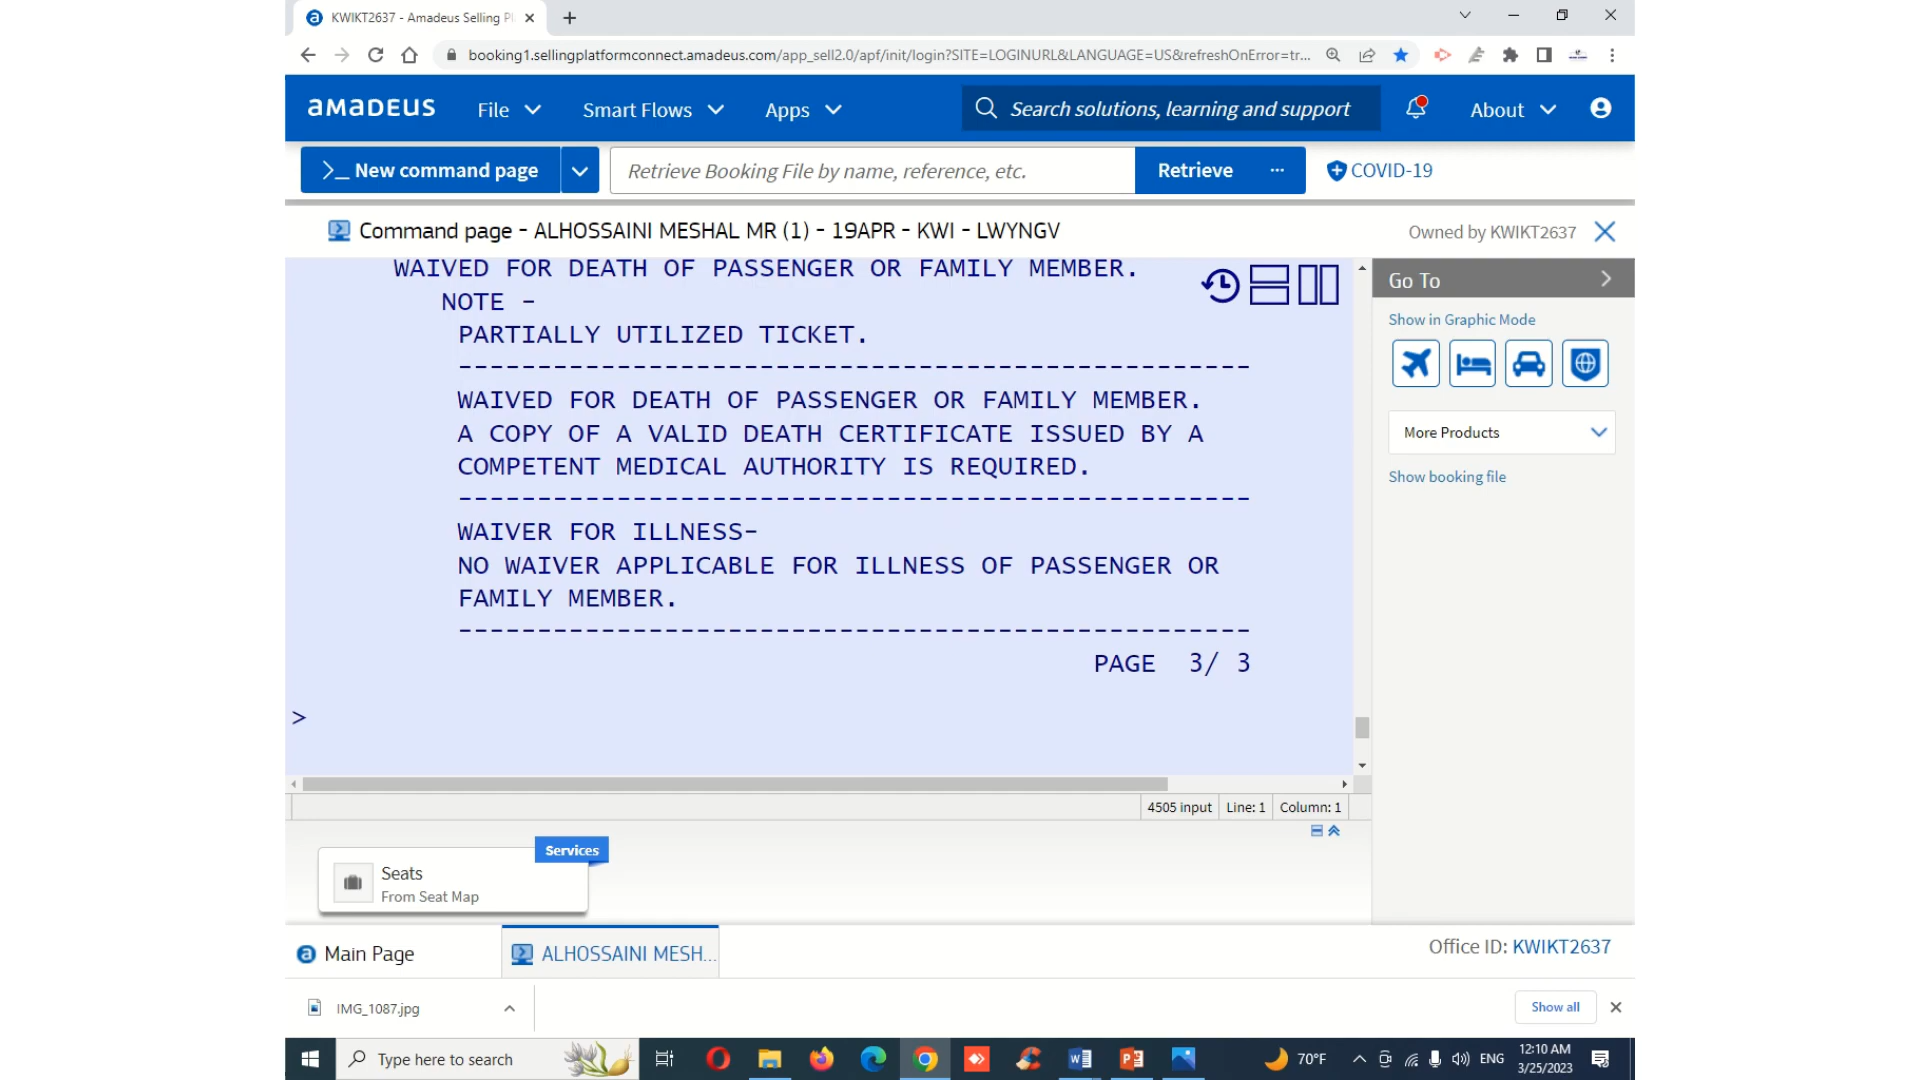 KWIKT2637 - Amadeus Selling Pl
booking1.sellingplatformconnect.amadeus.com/app_sell2.0/apf/init/login?SITE=LOGINURL&LANGUAGE=US&refreshOnError=tr...
amadeus File Smart Flows Apps Search solutions, learning and support About
>_ New command page Retrieve Booking File by name, reference, etc. Retrieve ... COVID-19
Command page - ALHOSSAINI MESHAL MR (1) - 19APR - KWI - LWYNGV Owned by KWIKT2637
WAIVED FOR DEATH OF PASSENGER OR FAMILY MEMBER.
NOTE -
PARTIALLY UTILIZED TICKET.
--------------------------------------------------
WAIVED FOR DEATH OF PASSENGER OR FAMILY MEMBER.
A COPY OF A VALID DEATH CERTIFICATE ISSUED BY A
COMPETENT MEDICAL AUTHORITY IS REQUIRED.
--------------------------------------------------
WAIVER FOR ILLNESS-
NO WAIVER APPLICABLE FOR ILLNESS OF PASSENGER OR
FAMILY MEMBER.
--------------------------------------------------
PAGE 3/ 3
>
Go To
Show in Graphic Mode
More Products
Show booking file
4505 input Line: 1 Column: 1
Services
Seats
From Seat Map
Main Page ALHOSSAINI MESH... Office ID: KWIKT2637
IMG_1087.jpg Show all
Type here to search 70°F ENG 12:10 AM
3/25/2023